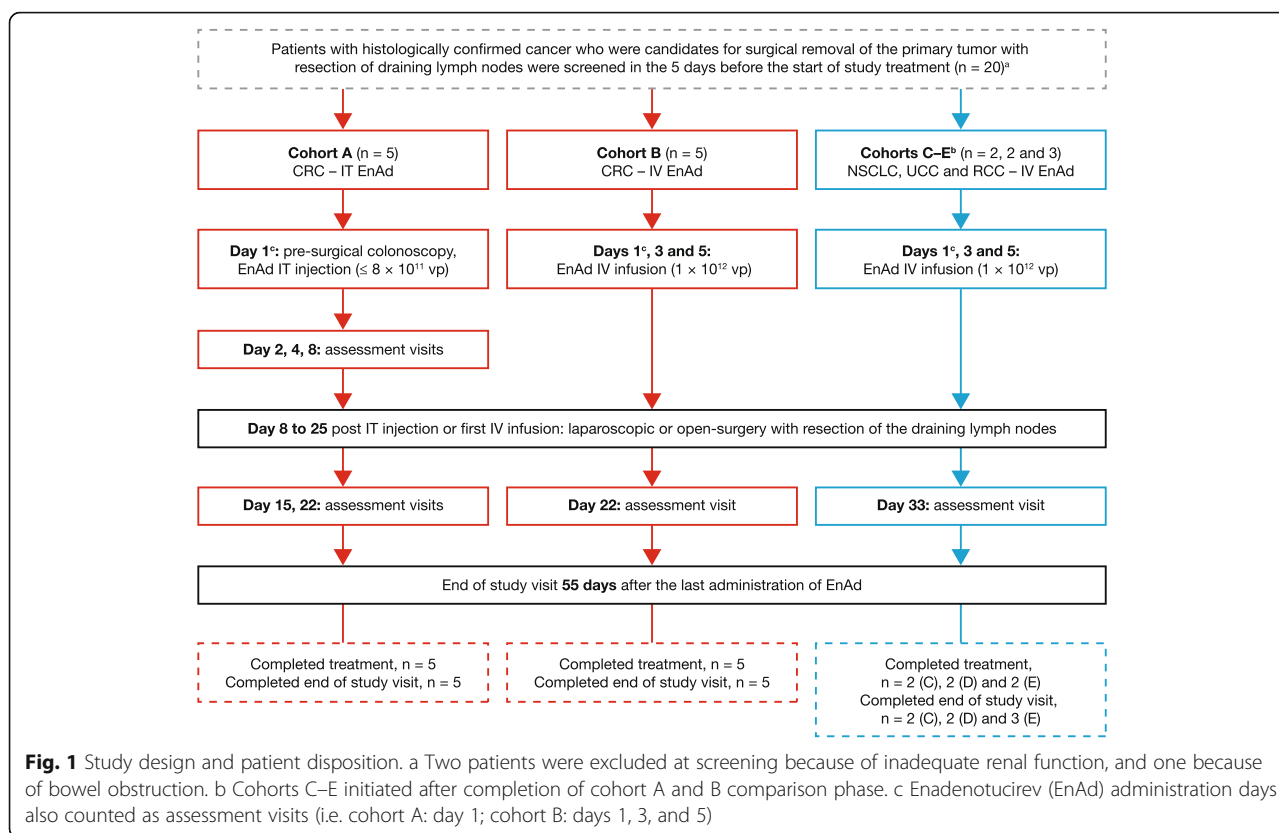 Patients with histologically confirmed cancer who were candidates for surgical removal of the primary tumor with
resection of draining lymph nodes were screened in the 5 days before the start of study treatment (n = 20)ᵃ
Cohort A (n = 5)
CRC – IT EnAd
Cohort B (n = 5)
CRC – IV EnAd
Cohorts C–Eᵇ (n = 2, 2 and 3)
NSCLC, UCC and RCC – IV EnAd
Day 1ᶜ: pre-surgical colonoscopy,
EnAd IT injection (≤ 8 × 10¹¹ vp)
Days 1ᶜ, 3 and 5:
EnAd IV infusion (1 × 10¹² vp)
Days 1ᶜ, 3 and 5:
EnAd IV infusion (1 × 10¹² vp)
Day 2, 4, 8: assessment visits
Day 8 to 25 post IT injection or first IV infusion: laparoscopic or open-surgery with resection of the draining lymph nodes
Day 15, 22: assessment visits
Day 22: assessment visit
Day 33: assessment visit
End of study visit 55 days after the last administration of EnAd
Completed treatment, n = 5
Completed end of study visit, n = 5
Completed treatment, n = 5
Completed end of study visit, n = 5
Completed treatment,
n = 2 (C), 2 (D) and 2 (E)
Completed end of study visit,
n = 2 (C), 2 (D) and 3 (E)
Fig. 1 Study design and patient disposition. a Two patients were excluded at screening because of inadequate renal function, and one because
of bowel obstruction. b Cohorts C–E initiated after completion of cohort A and B comparison phase. c Enadenotucirev (EnAd) administration days
also counted as assessment visits (i.e. cohort A: day 1; cohort B: days 1, 3, and 5)